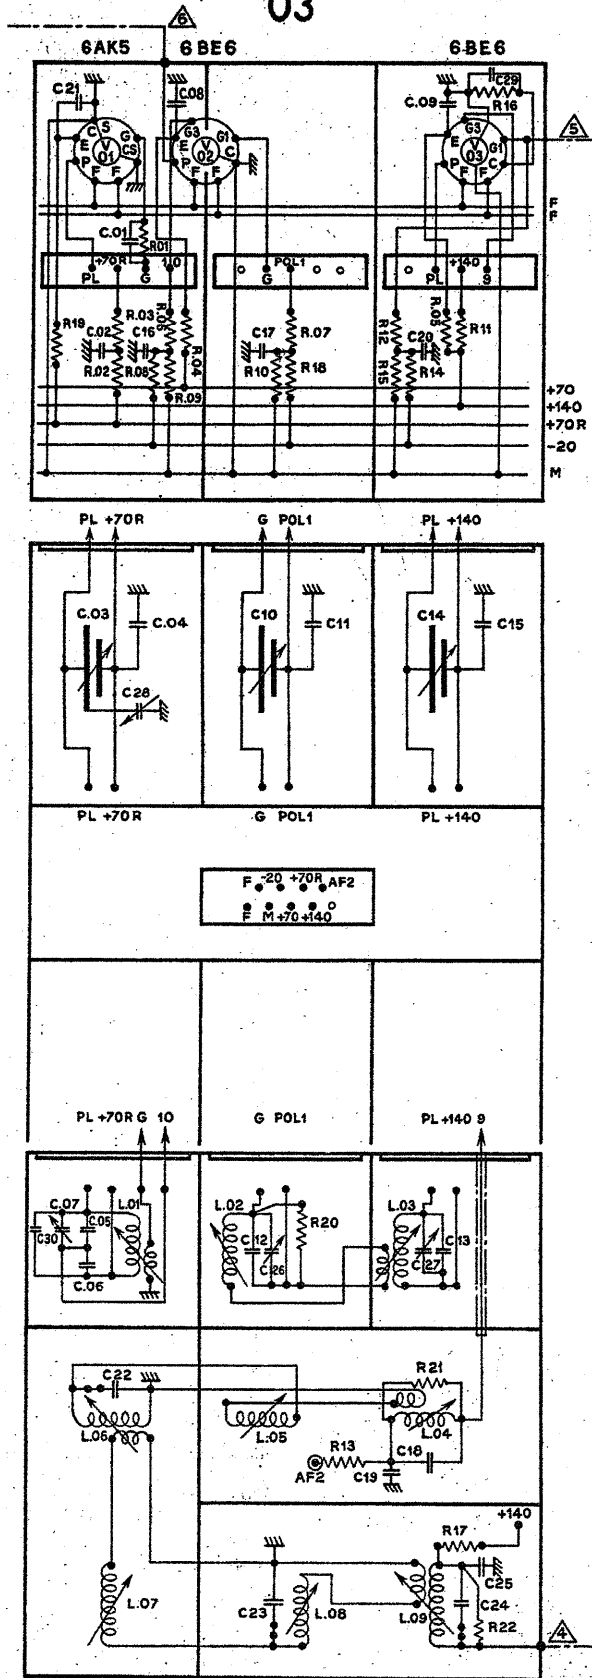 03
6
6AK5 6BE6 6BE6
C21 C.08 C29
R16
C.09
C S G G3 G1 G3 G1
E V CS E V C E V C
P 01 P 02 P 03
F F F F F F
5
F
F
C.01 R01
+70R 10 POL1 +140
PL G G PL 9
R19 R.03 R.06 R.07 R.12 R.05 R11
C.02 C16 C17 C20
R.02 R.08 R.04 R10 R18 R15 R14
R.09
+70
+140
+70R
-20
M
PL +70R G POL1 PL +140
C.03 C.04 C10 C11 C14 C15
C28
PL +70R G POL1 PL +140
F -20 +70R AF2
F M +70 +140
PL +70R G 10 G POL1 PL +140 9
C.07 L.01 L.02 L.03
C.05 R20
C30 C12 C13
C.06 C26 C27
C22 R21
L.06 L.05 L.04
R13 C18
AF2 C19
+140
R17
C25
L.07 C23 L.08 L.09 C24
R22
4